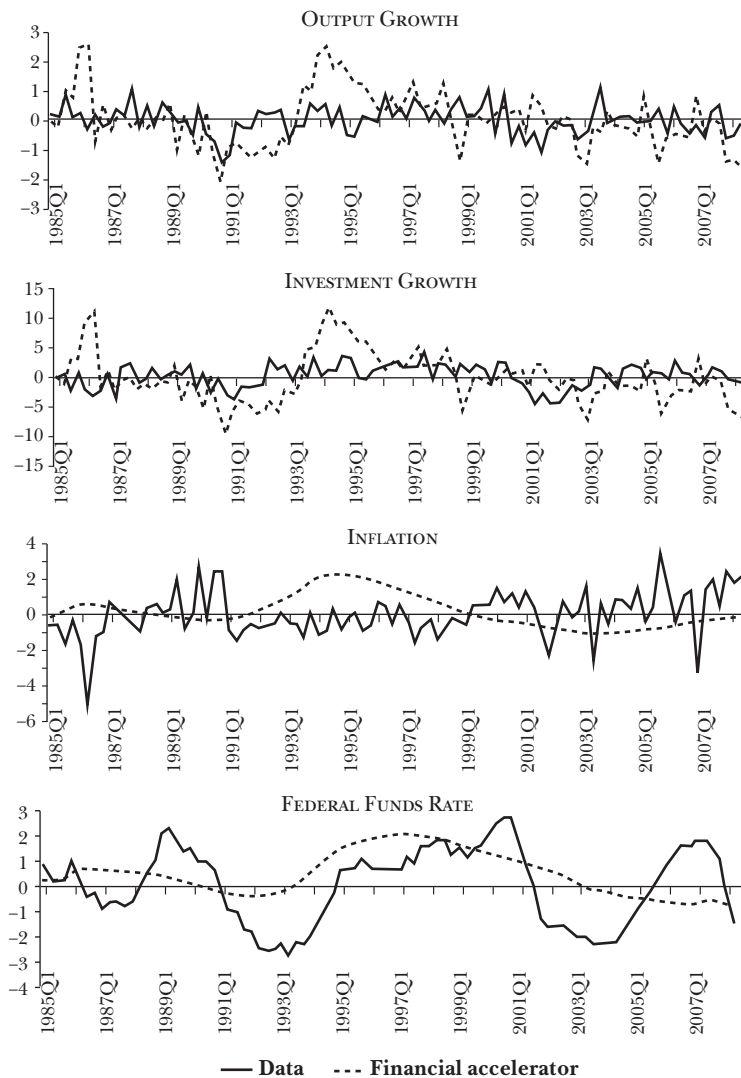 OUTPUT GROWTH
3
2
1
0
−1
−2
−3
1985Q1
1987Q1
1989Q1
1991Q1
1993Q1
1995Q1
1997Q1
1999Q1
2001Q1
2003Q1
2005Q1
2007Q1
INVESTMENT GROWTH
15
10
5
0
−5
−10
−15
1985Q1
1987Q1
1989Q1
1991Q1
1993Q1
1995Q1
1997Q1
1999Q1
2001Q1
2003Q1
2005Q1
2007Q1
INFLATION
4
2
0
−2
−4
−6
1985Q1
1987Q1
1989Q1
1991Q1
1993Q1
1995Q1
1997Q1
1999Q1
2001Q1
2003Q1
2005Q1
2007Q1
FEDERAL FUNDS RATE
3
2
1
0
−1
−2
−3
−4
1985Q1
1987Q1
1989Q1
1991Q1
1993Q1
1995Q1
1997Q1
1999Q1
2001Q1
2003Q1
2005Q1
2007Q1
Data Financial accelerator